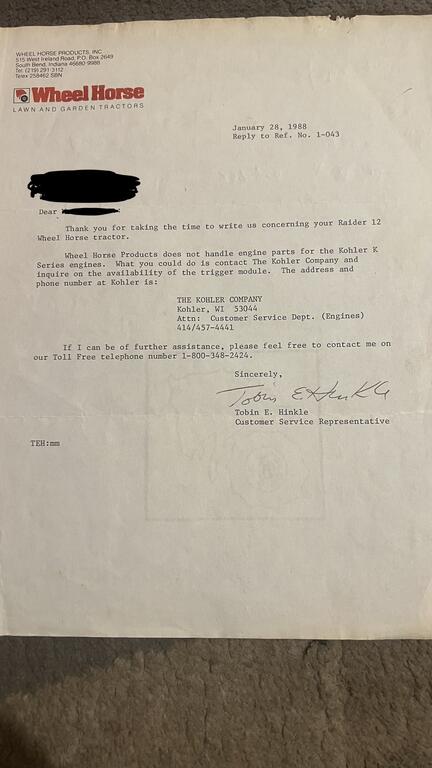 WHEEL HORSE PRODUCTS, INC.
515 West Ireland Road, P.O. Box 2649
South Bend, Indiana 46680-9988
Tel: (219) 291-3112
Telex 258462 SBN
Wheel Horse
LAWN AND GARDEN TRACTORS
January 28, 1988
Reply to Ref. No. 1-043
Dear
Thank you for taking the time to write us concerning your Raider 12
Wheel Horse tractor.
Wheel Horse Products does not handle engine parts for the Kohler K
Series engines. What you could do is contact The Kohler Company and
inquire on the availability of the trigger module. The address and
phone number at Kohler is:
THE KOHLER COMPANY
Kohler, WI 53044
Attn: Customer Service Dept. (Engines)
414/457-4441
If I can be of further assistance, please feel free to contact me on
our Toll Free telephone number 1-800-348-2424.
Sincerely,
Tobin E Hinkle
Tobin E. Hinkle
Customer Service Representative
TEH:mm